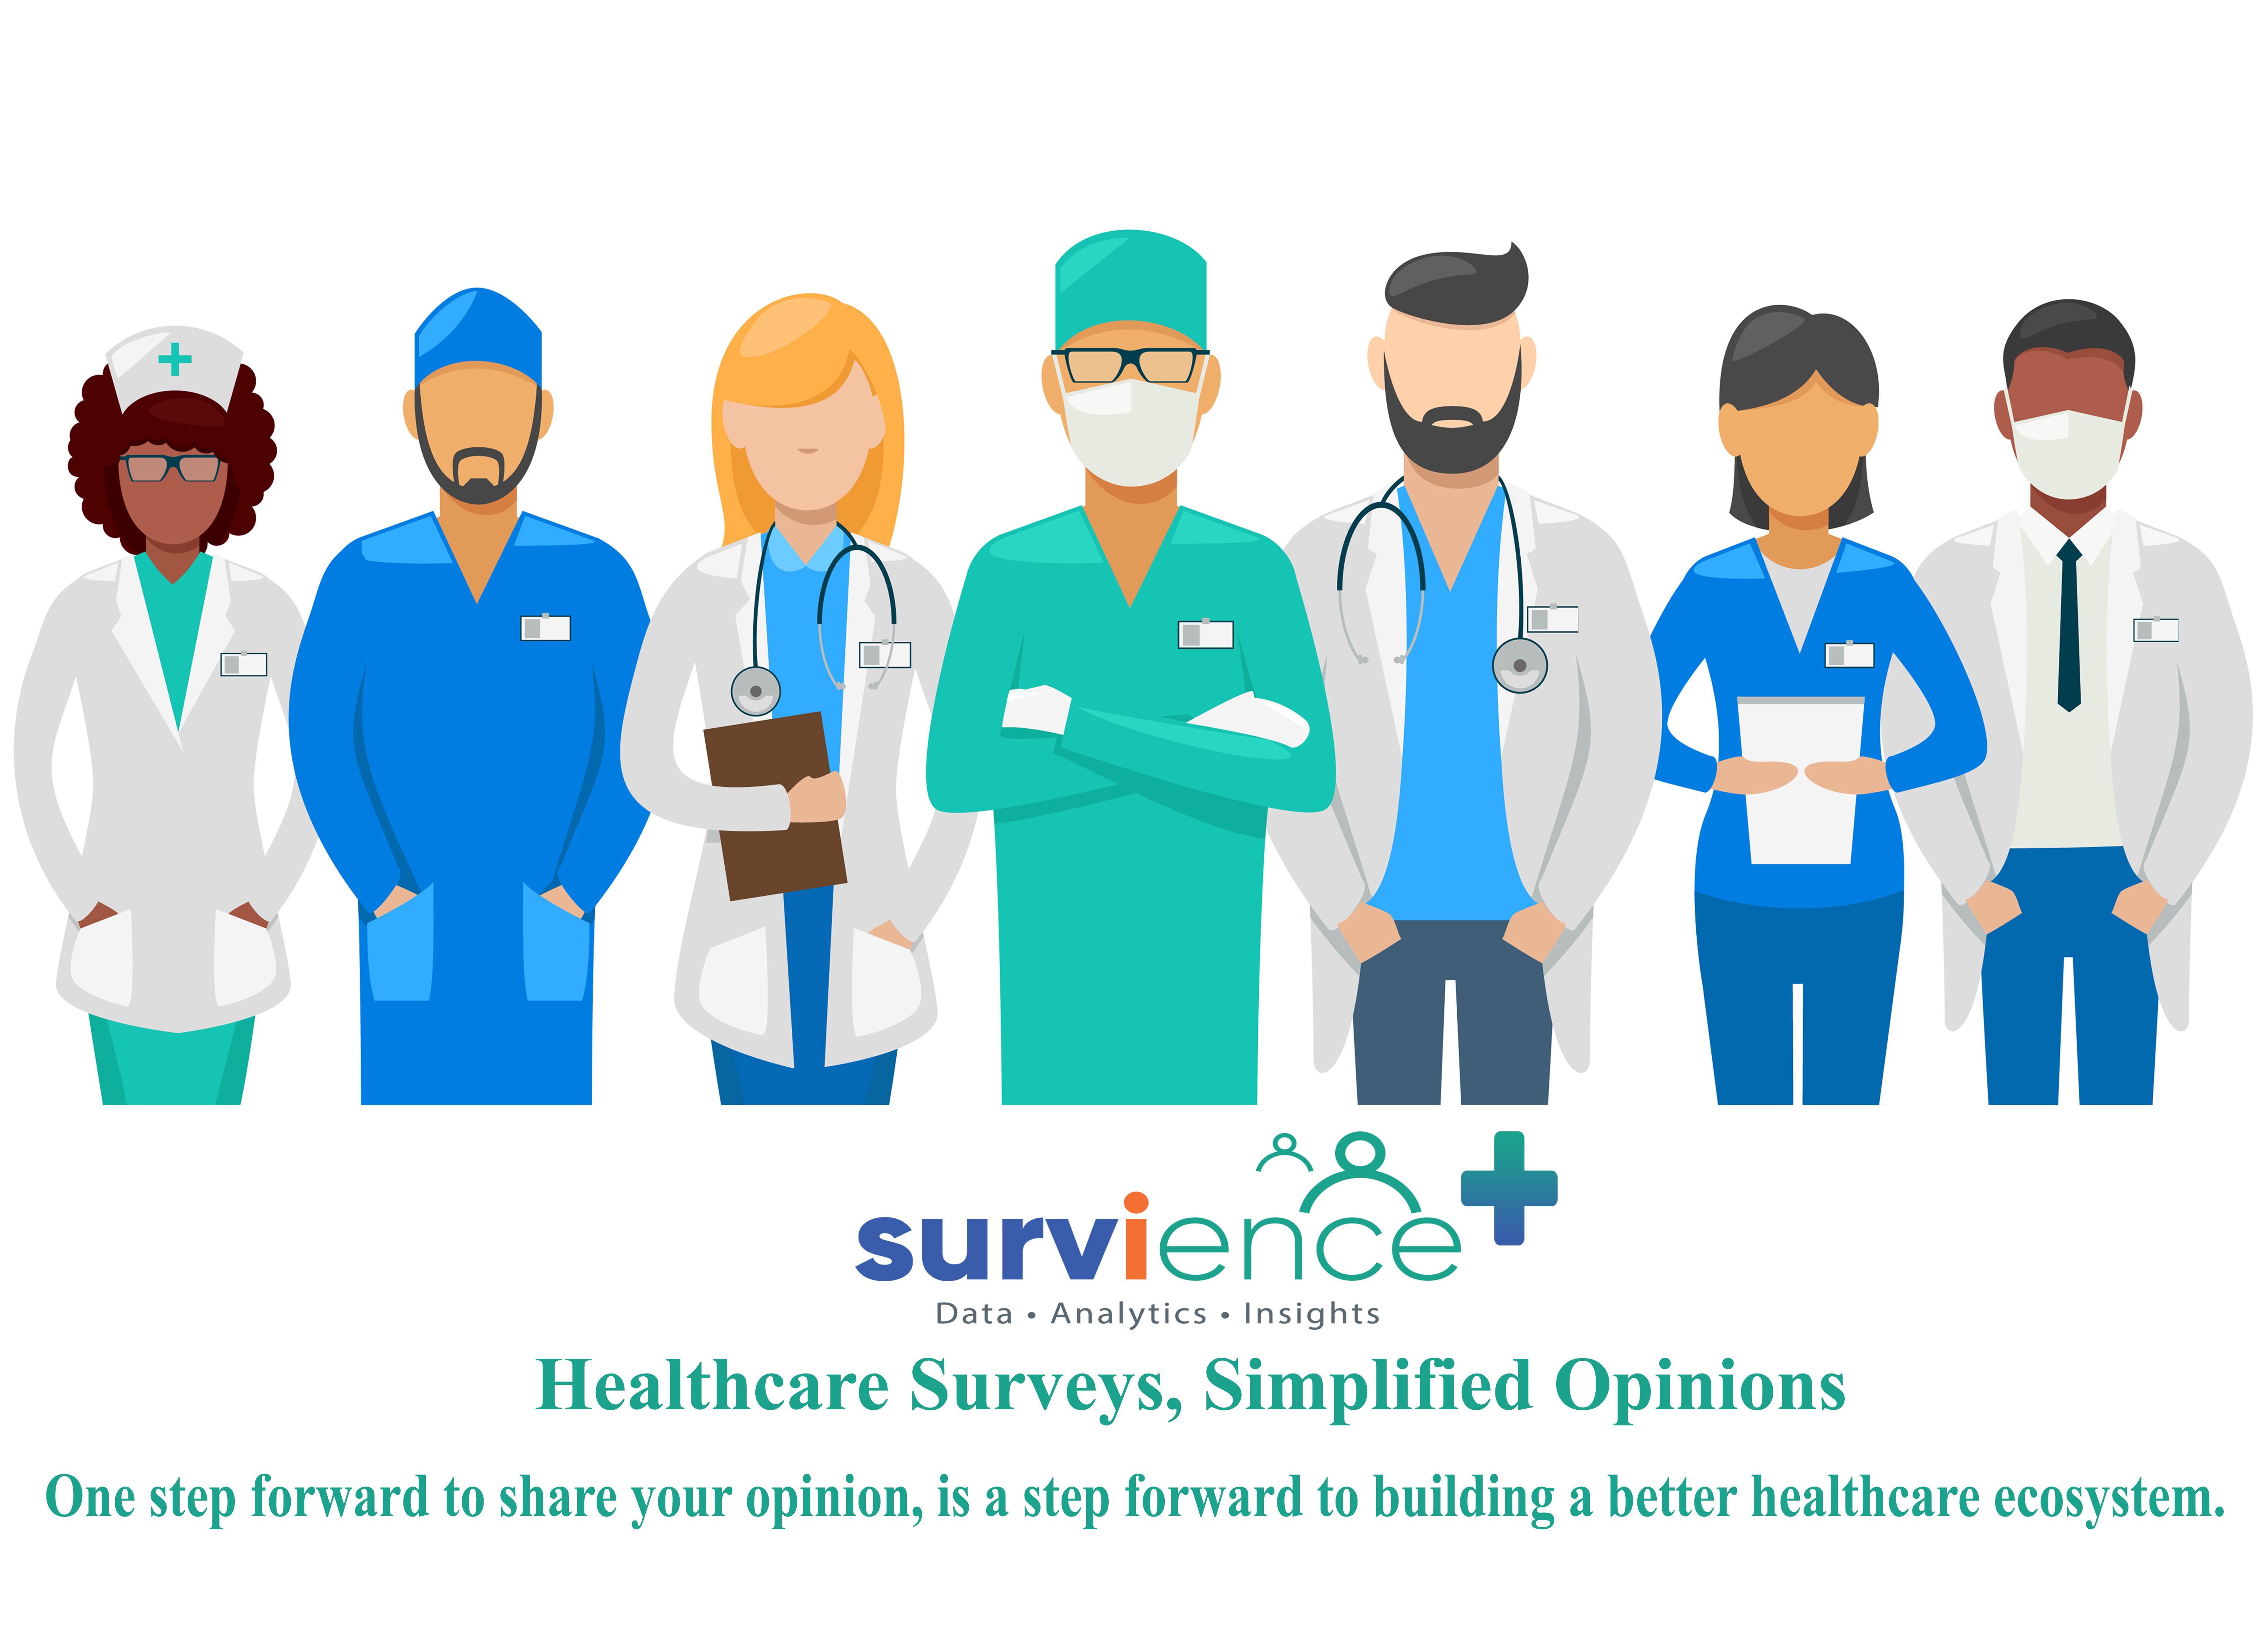 survience
Data • Analytics • Insights
Healthcare Surveys, Simplified Opinions
One step forward to share your opinion, is a step forward to building a better healthcare ecosystem.